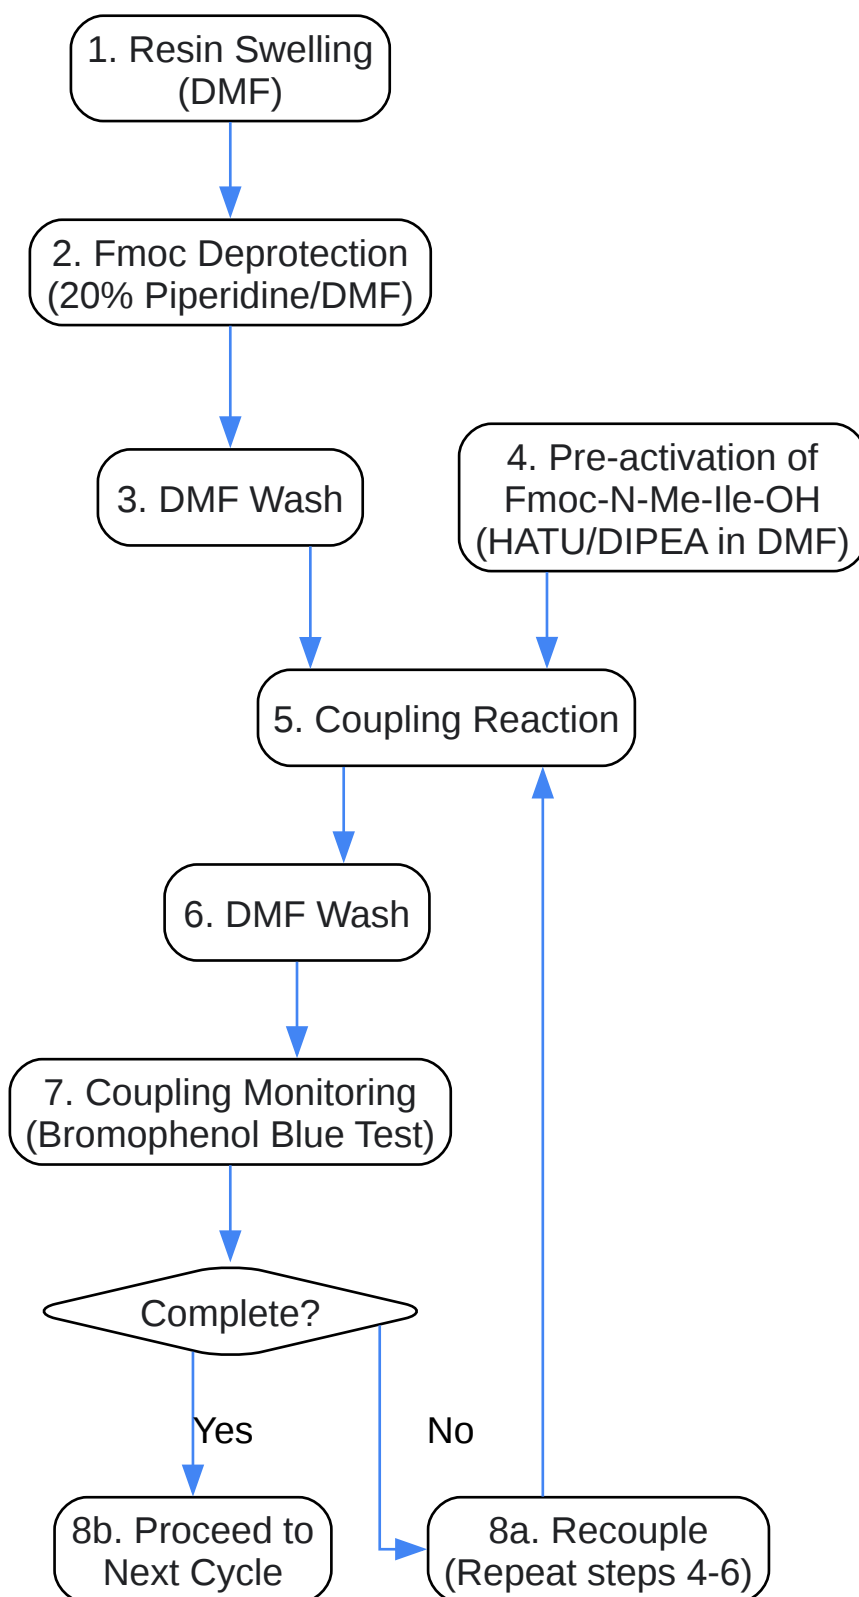 1. Resin Swelling
(DMF)
2. Fmoc Deprotection
(20% Piperidine/DMF)
3. DMF Wash
4. Pre-activation of
Fmoc-N-Me-Ile-OH
(HATU/DIPEA in DMF)
5. Coupling Reaction
6. DMF Wash
7. Coupling Monitoring
(Bromophenol Blue Test)
Complete?
Yes
No
8b. Proceed to
Next Cycle
8a. Recouple
(Repeat steps 4-6)